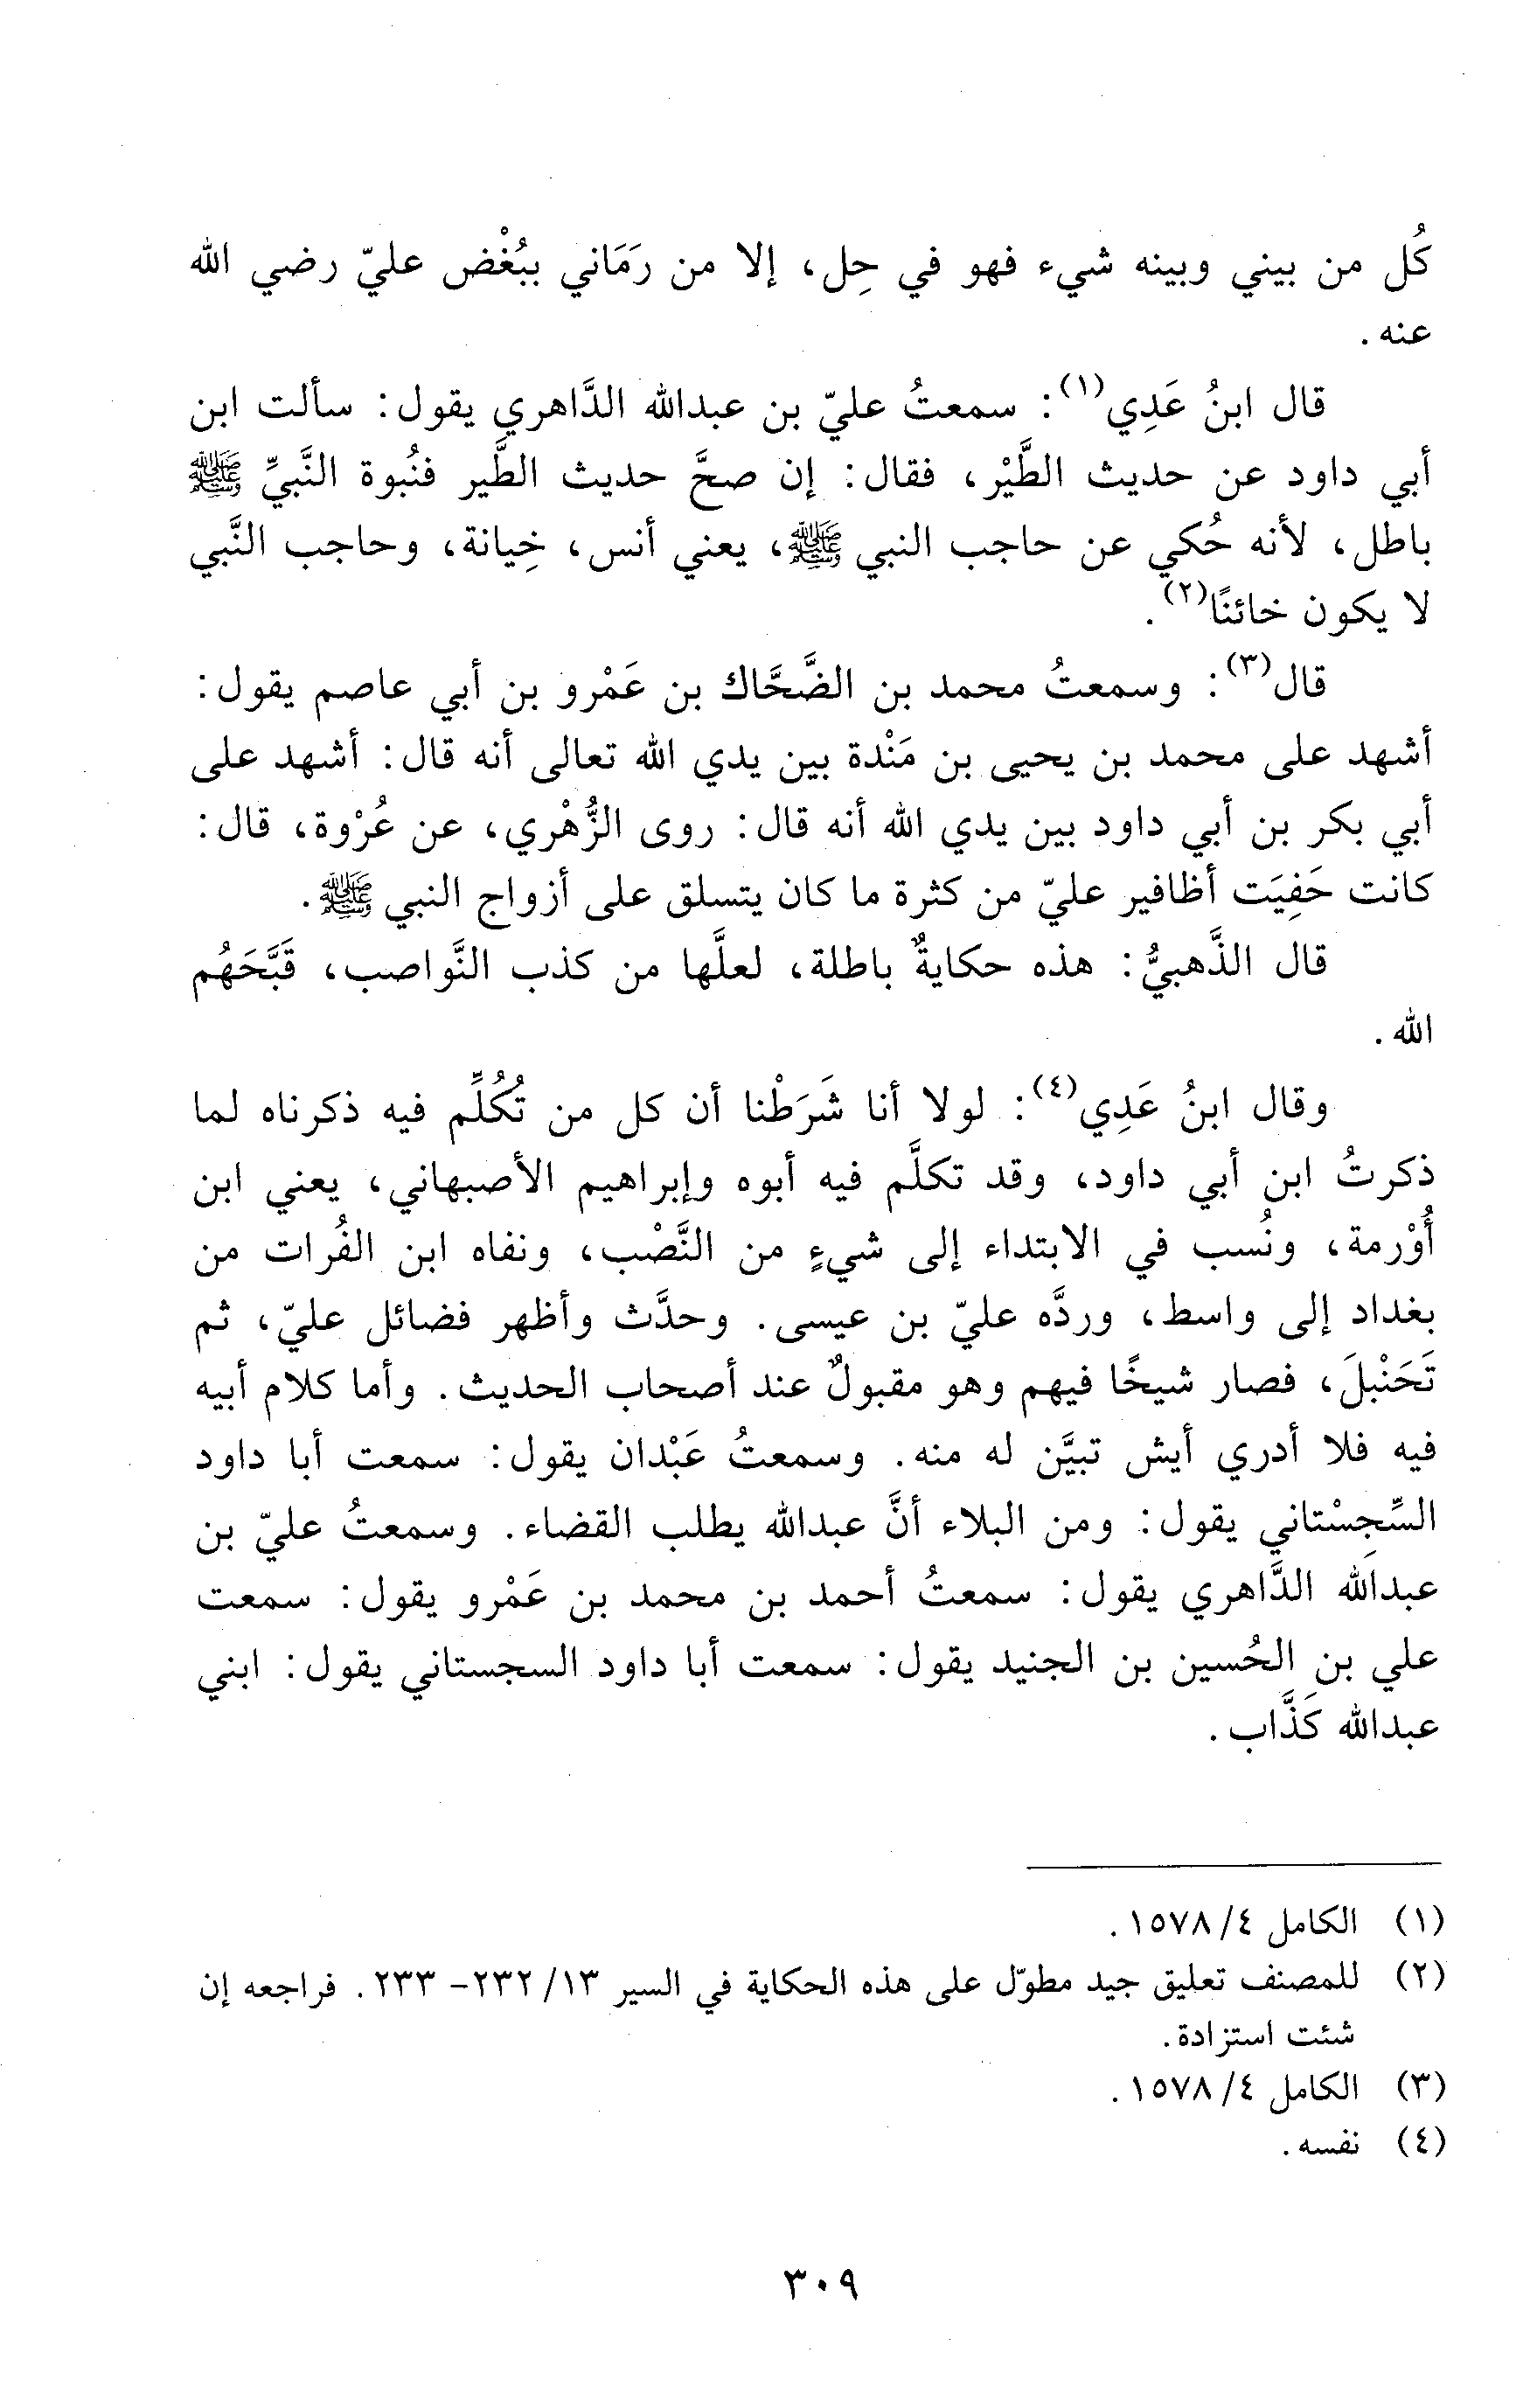 كُل من بيني وبينه شيء فهو في حِل، إلا من رَمَاني ببُغْض عليّ رضي الله
عنه.
قال ابنُ عَدِي(١): سمعتُ عليّ بن عبدالله الدَّاهري يقول: سألت ابن
أبي داود عن حديث الطَّيْر، فقال: إن صحَّ حديث الطَّير فنُبوة النَّبيِّ ﷺ
باطل، لأنه حُكي عن حاجب النبي ﷺ، يعني أنس، خِيانة، وحاجب النَّبي
لا يكون خائنًا(٢).
قال(٣): وسمعتُ محمد بن الضَّحَّاك بن عَمْرو بن أبي عاصم يقول:
أشهد على محمد بن يحيى بن مَنْدة بين يدي الله تعالى أنه قال: أشهد على
أبي بكر بن أبي داود بين يدي الله أنه قال: روى الزُّهْري، عن عُرْوة، قال:
كانت حَفِيَت أظافير عليّ من كثرة ما كان يتسلق على أزواج النبي ﷺ.
قال الذَّهبيُّ: هذه حكايةٌ باطلة، لعلَّها من كذب النَّواصب، قَبَّحَهُم
الله.
وقال ابنُ عَدِي(٤): لولا أنا شَرَطْنا أن كل من تُكُلِّم فيه ذكرناه لما
ذكرتُ ابن أبي داود، وقد تكلَّم فيه أبوه وإبراهيم الأصبهاني، يعني ابن
أُوْرمة، ونُسب في الابتداء إلى شيءٍ من النَّصْب، ونفاه ابن الفُرات من
بغداد إلى واسط، وردَّه عليّ بن عيسى. وحدَّث وأظهر فضائل عليّ، ثم
تَحَنْبلَ، فصار شيخًا فيهم وهو مقبولٌ عند أصحاب الحديث. وأما كلام أبيه
فيه فلا أدري أيش تبيَّن له منه. وسمعتُ عَبْدان يقول: سمعت أبا داود
السِّجِسْتاني يقول: ومن البلاء أنَّ عبدالله يطلب القضاء. وسمعتُ عليّ بن
عبدالله الدَّاهري يقول: سمعتُ أحمد بن محمد بن عَمْرو يقول: سمعت
علي بن الحُسين بن الجنيد يقول: سمعت أبا داود السجستاني يقول: ابني
عبدالله كَذَّاب.
(١) الكامل ٤/ ١٥٧٨.
(٢) للمصنف تعليق جيد مطوّل على هذه الحكاية في السير ١٣/ ٢٣٢- ٢٣٣. فراجعه إن
شئت استزادة.
(٣) الكامل ٤/ ١٥٧٨.
(٤) نفسه.
٣٠٩